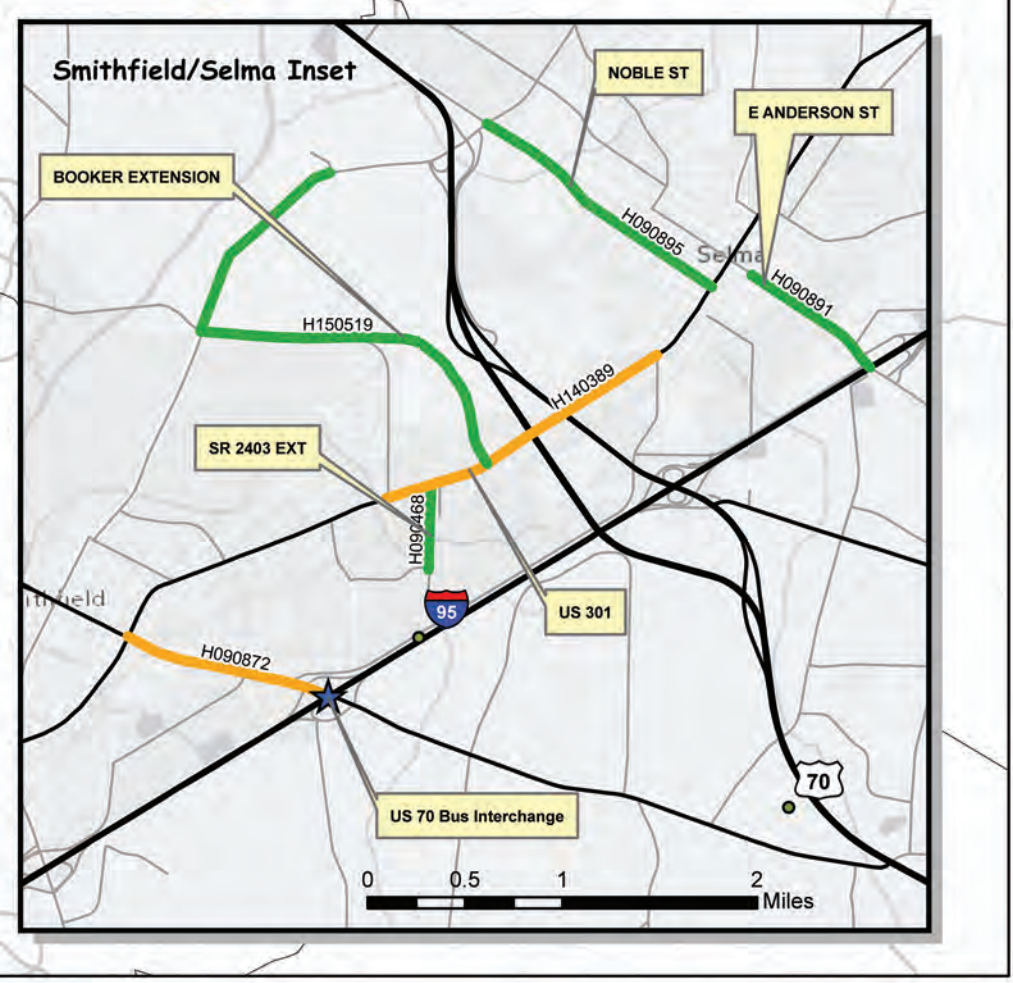 Smithfield/Selma Inset
NOBLE ST
E ANDERSON ST
BOOKER EXTENSION
H090895
Selma
H090891
H150519
H140389
SR 2403 EXT
H090468
95
US 301
H090872
70
US 70 Bus Interchange
0 0.5 1 2
Miles